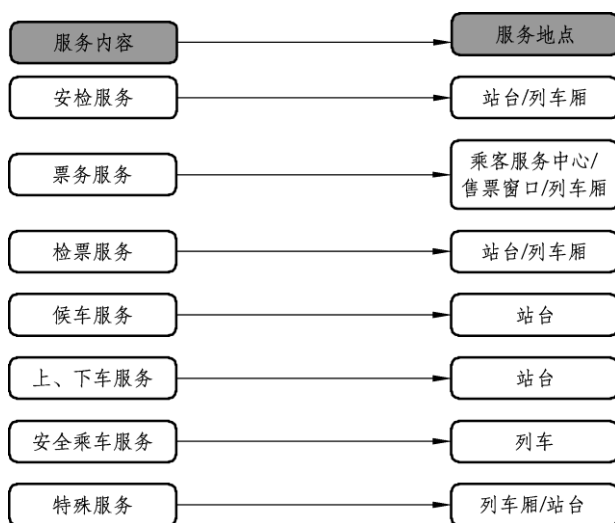 服务内容
服务地点
安检服务
站台/列车厢
票务服务
乘客服务中心/
售票窗口/列车厢
检票服务
站台/列车厢
候车服务
站台
上、下车服务
站台
安全乘车服务
列车
特殊服务
列车厢/站台